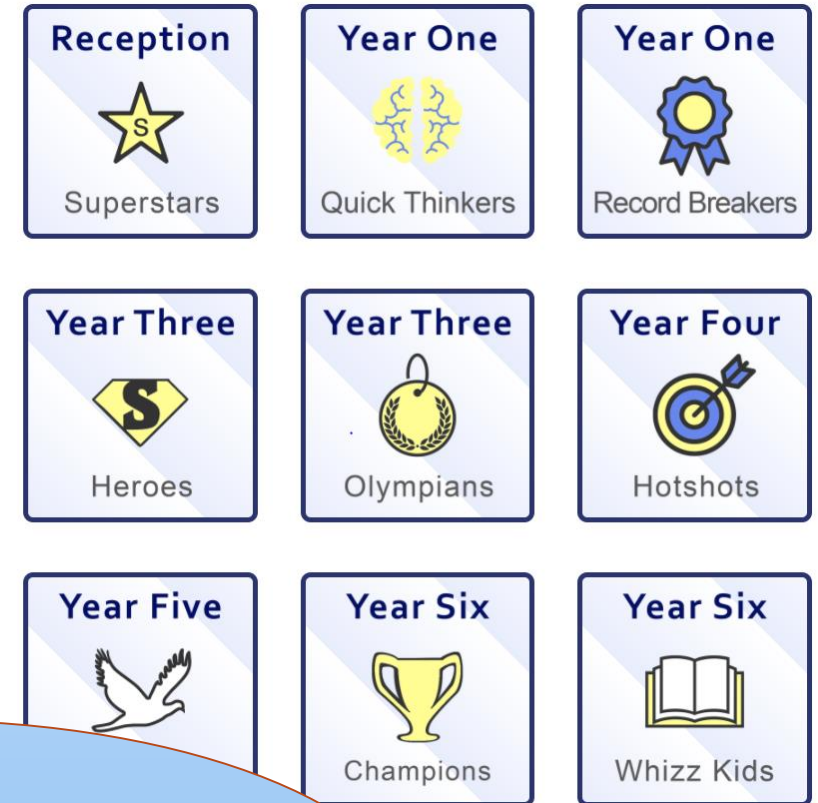 Reception
S
Superstars
Year One
Quick Thinkers
Year One
Record Breakers
Year Three
S
Heroes
Year Three
Olympians
Year Four
Hotshots
Year Five
Year Six
Champions
Year Six
Whizz Kids